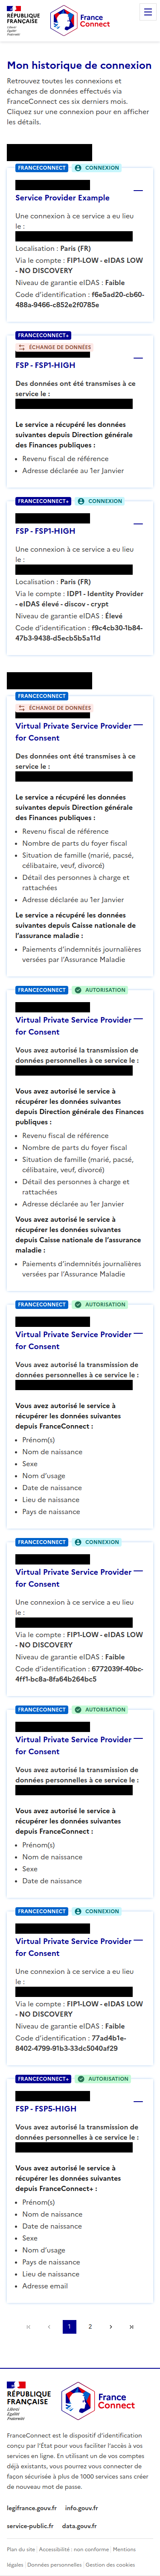 RÉPUBLIQUE
FRANÇAISE
Liberté
Égalité
Fraternité
France
Connect
Mon historique de connexion
Retrouvez toutes vos connexions et
échanges de données effectués via
FranceConnect ces six derniers mois.
Cliquez sur une connexion pour en afficher
les détails.
FRANCECONNECT CONNEXION
Service Provider Example
Une connexion à ce service a eu lieu
le :
Localisation : Paris (FR)
Via le compte : FIP1-LOW - eIDAS LOW
- NO DISCOVERY
Niveau de garantie eIDAS : Faible
Code d'identification : f6e5ad20-cb60-
488a-9466-c852e2f0785e
FRANCECONNECT+
ÉCHANGE DE DONNÉES
FSP - FSP1-HIGH
Des données ont été transmises à ce
service le :
Le service a récupéré les données
suivantes depuis Direction générale
des Finances publiques :
Revenu fiscal de référence
Adresse déclarée au 1er Janvier
FRANCECONNECT+ CONNEXION
FSP - FSP1-HIGH
Une connexion à ce service a eu lieu
le :
Localisation : Paris (FR)
Via le compte : IDP1 - Identity Provider
- eIDAS élevé - discov - crypt
Niveau de garantie eIDAS : Élevé
Code d'identification : f9c4cb30-1b84-
47b3-9438-d5ecb5b5a11d
FRANCECONNECT
ÉCHANGE DE DONNÉES
Virtual Private Service Provider
for Consent
Des données ont été transmises à ce
service le :
Le service a récupéré les données
suivantes depuis Direction générale
des Finances publiques :
Revenu fiscal de référence
Nombre de parts du foyer fiscal
Situation de famille (marié, pacsé,
célibataire, veuf, divorcé)
Détail des personnes à charge et
rattachées
Adresse déclarée au 1er Janvier
Le service a récupéré les données
suivantes depuis Caisse nationale de
l'assurance maladie :
Paiements d'indemnités journalières
versées par l'Assurance Maladie
FRANCECONNECT AUTORISATION
Virtual Private Service Provider
for Consent
Vous avez autorisé la transmission de
données personnelles à ce service le :
Vous avez autorisé le service à
récupérer les données suivantes
depuis Direction générale des Finances
publiques :
Revenu fiscal de référence
Nombre de parts du foyer fiscal
Situation de famille (marié, pacsé,
célibataire, veuf, divorcé)
Détail des personnes à charge et
rattachées
Adresse déclarée au 1er Janvier
Vous avez autorisé le service à
récupérer les données suivantes
depuis Caisse nationale de l'assurance
maladie :
Paiements d'indemnités journalières
versées par l'Assurance Maladie
FRANCECONNECT AUTORISATION
Virtual Private Service Provider
for Consent
Vous avez autorisé la transmission de
données personnelles à ce service le :
Vous avez autorisé le service à
récupérer les données suivantes
depuis FranceConnect :
Prénom(s)
Nom de naissance
Sexe
Nom d'usage
Date de naissance
Lieu de naissance
Pays de naissance
FRANCECONNECT CONNEXION
Virtual Private Service Provider
for Consent
Une connexion à ce service a eu lieu
le :
Via le compte : FIP1-LOW - eIDAS LOW
- NO DISCOVERY
Niveau de garantie eIDAS : Faible
Code d'identification : 6772039f-40bc-
4ff1-bc8a-8fa64b264bc5
FRANCECONNECT AUTORISATION
Virtual Private Service Provider
for Consent
Vous avez autorisé la transmission de
données personnelles à ce service le :
Vous avez autorisé le service à
récupérer les données suivantes
depuis FranceConnect :
Prénom(s)
Nom de naissance
Sexe
Date de naissance
FRANCECONNECT CONNEXION
Virtual Private Service Provider
for Consent
Une connexion à ce service a eu lieu
le :
Via le compte : FIP1-LOW - eIDAS LOW
- NO DISCOVERY
Niveau de garantie eIDAS : Faible
Code d'identification : 77ad4b1e-
8402-4799-91b3-33dc5040af29
FRANCECONNECT+ AUTORISATION
FSP - FSP5-HIGH
Vous avez autorisé la transmission de
données personnelles à ce service le :
Vous avez autorisé le service à
récupérer les données suivantes
depuis FranceConnect+ :
Prénom(s)
Nom de naissance
Date de naissance
Sexe
Nom d'usage
Pays de naissance
Lieu de naissance
Adresse email
1 2
RÉPUBLIQUE
FRANÇAISE
Liberté
Égalité
Fraternité
France
Connect
FranceConnect est le dispositif d'identification
conçu par l'État pour vous faciliter l'accès à vos
services en ligne. En utilisant un de vos comptes
déjà existants, vous pourrez vous connecter de
façon sécurisée à plus de 1000 services sans créer
de nouveau mot de passe.
legifrance.gouv.fr info.gouv.fr
service-public.fr data.gouv.fr
Plan du site Accessibilité : non conforme Mentions
légales Données personnelles Gestion des cookies